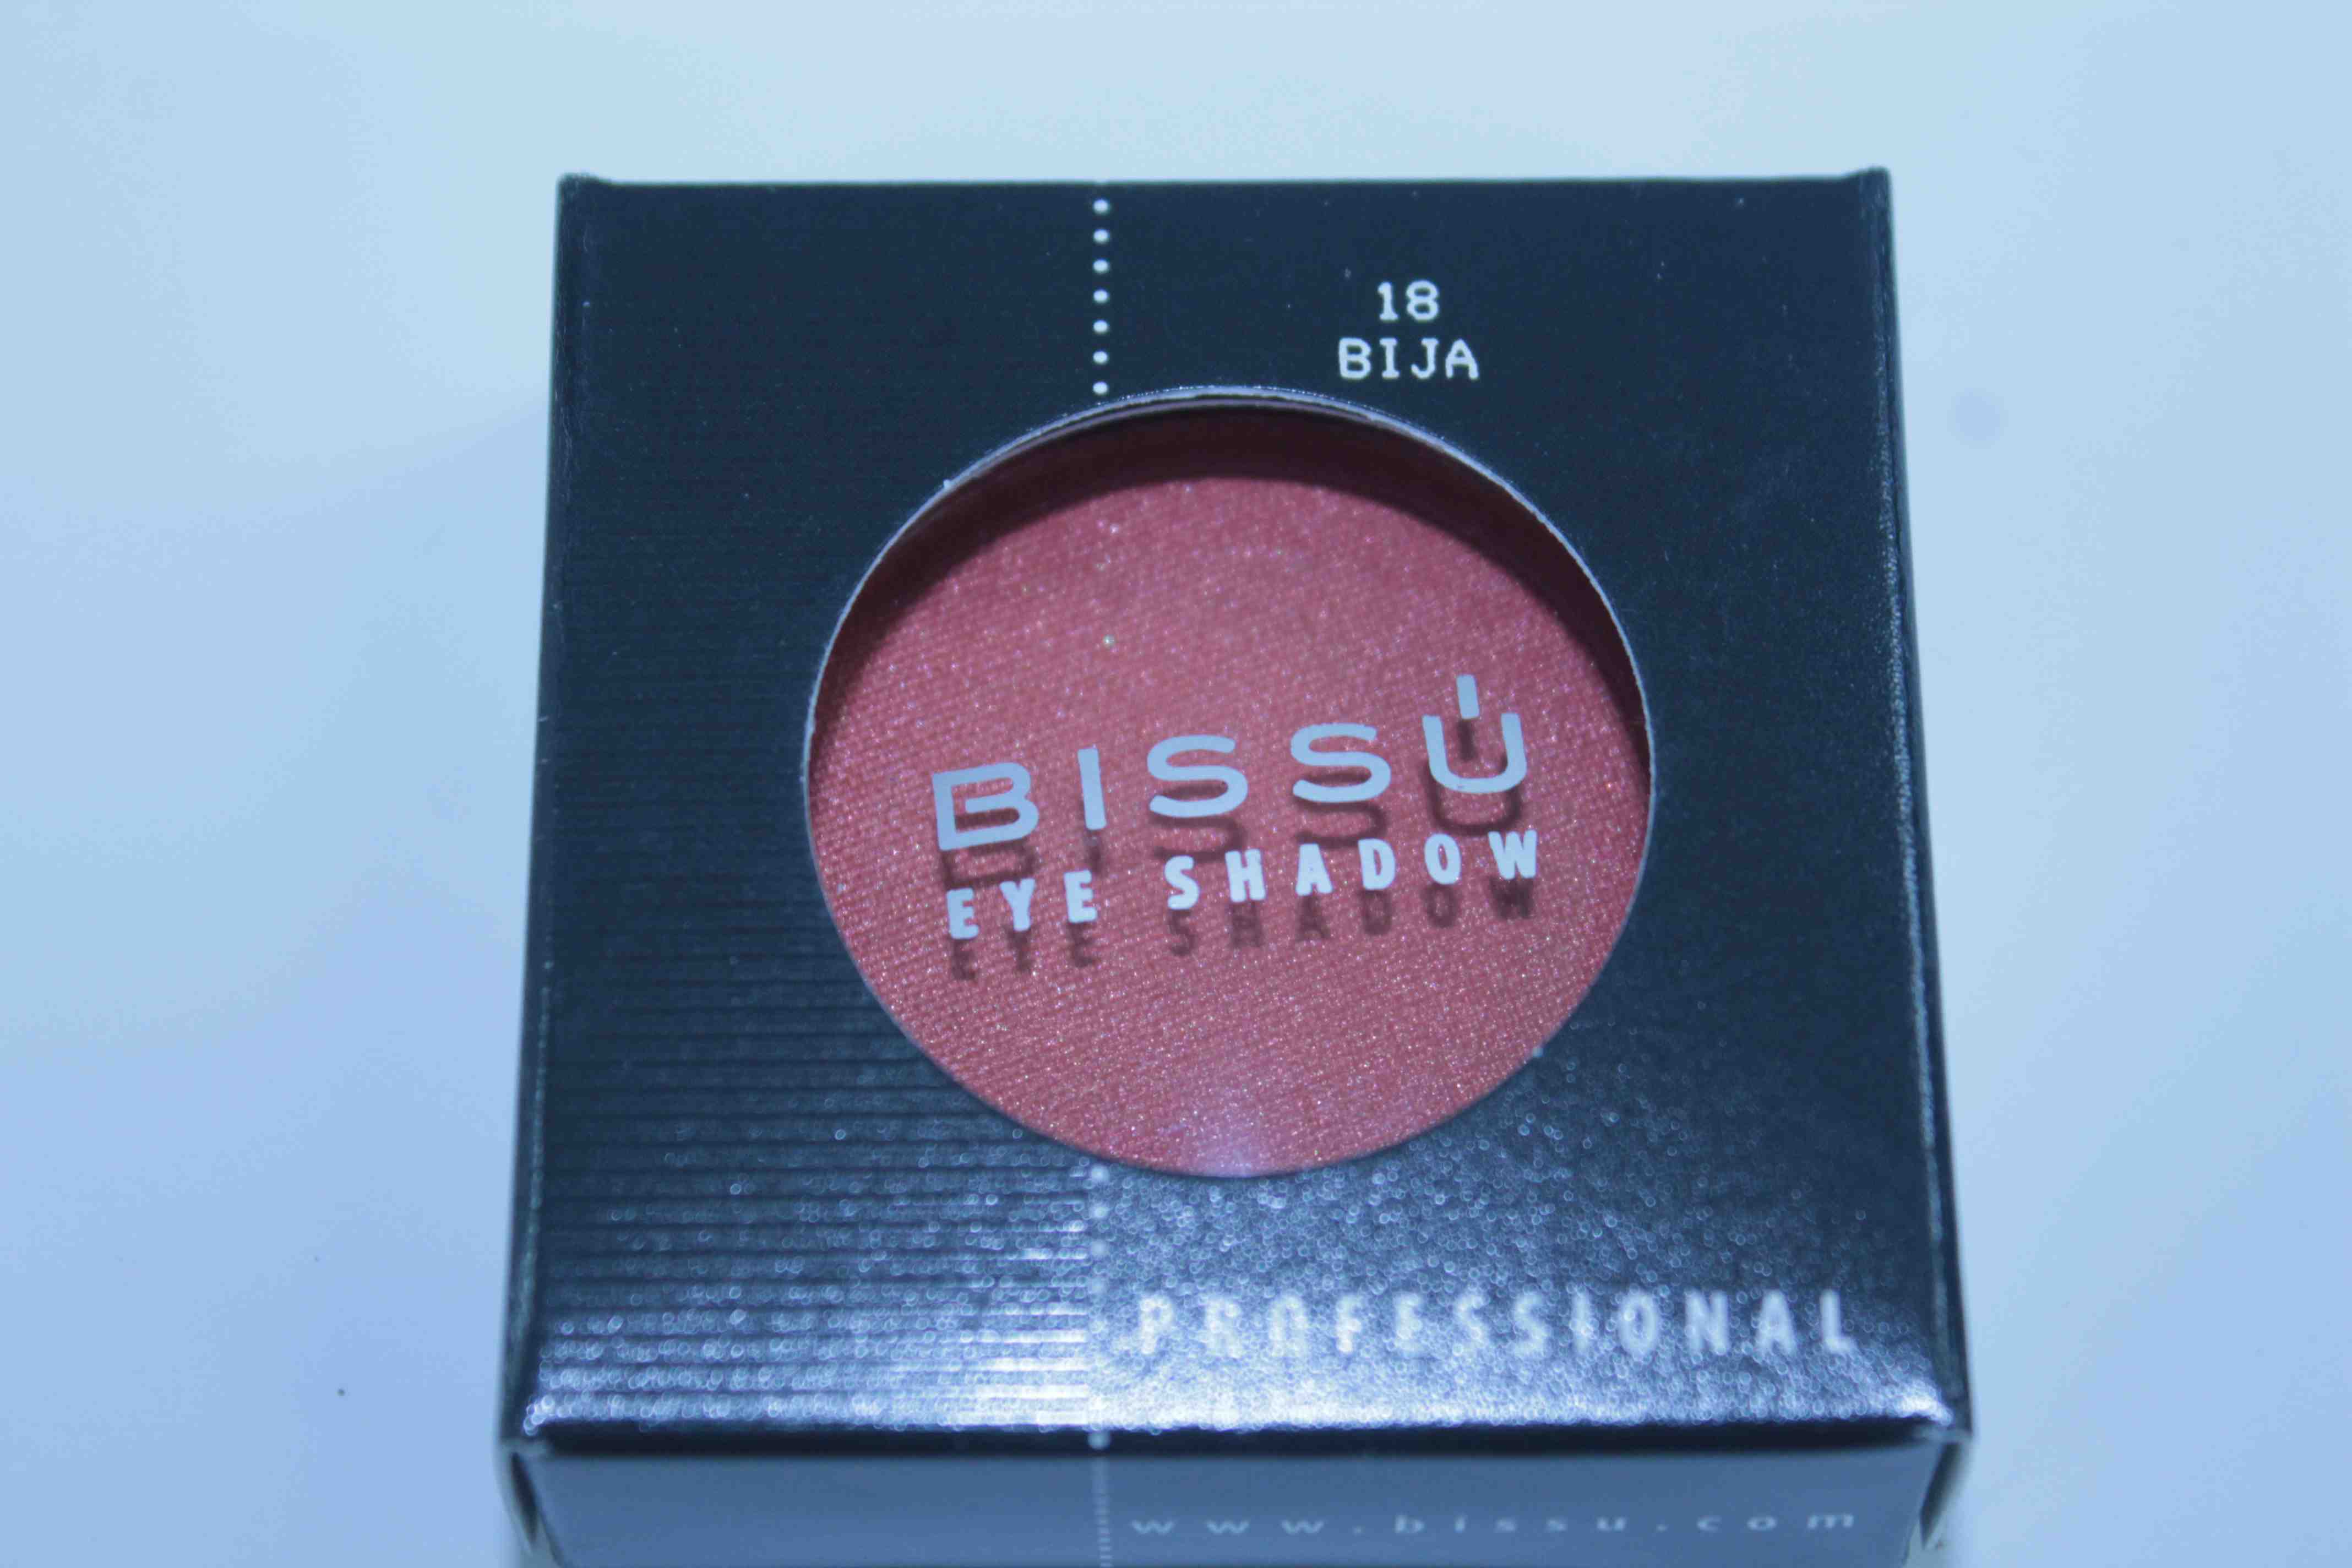 18
BIJA
BISSÚ
EYE SHADOW
PROFESSIONAL
www.bissu.com